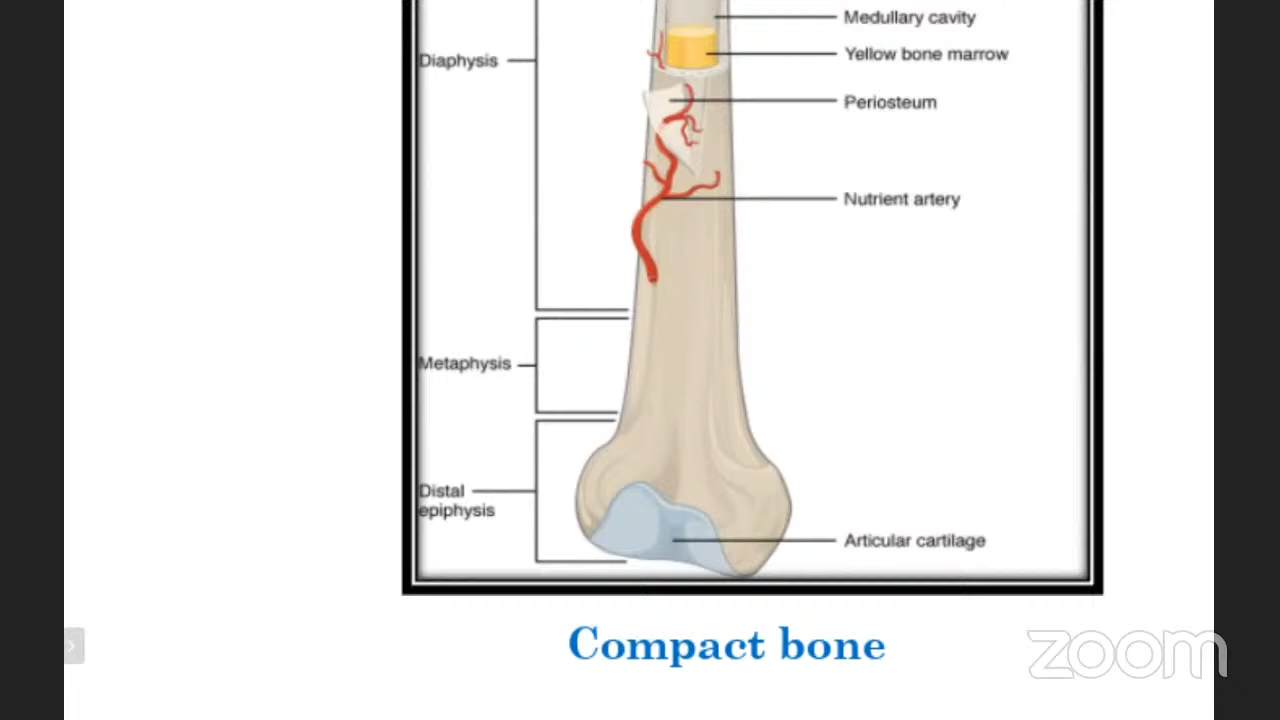 Medullary cavity
Yellow bone marrow
Diaphysis
Periosteum
Nutrient artery
Metaphysis
Distal
epiphysis
Articular cartilage
Compact bone
zoom